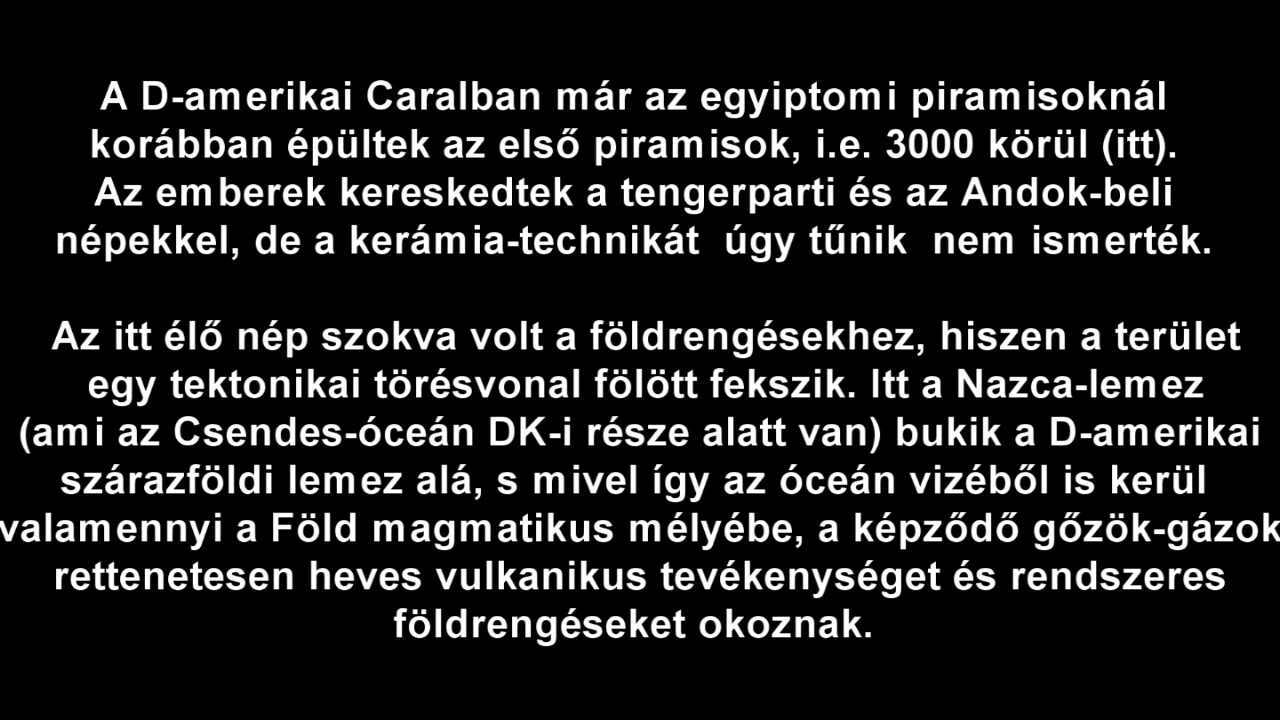 A D-amerikai Caralban már az egyiptomi piramisoknál
korábban épültek az első piramisok, i.e. 3000 körül (itt).
Az emberek kereskedtek a tengerparti és az Andok-beli
népekkel, de a kerámia-technikát  úgy tűnik  nem ismerték.
Az itt élő nép szokva volt a földrengésekhez, hiszen a terület
egy tektonikai törésvonal fölött fekszik. Itt a Nazca-lemez
(ami az Csendes-óceán DK-i része alatt van) bukik a D-amerikai
szárazföldi lemez alá, s mivel így az óceán vizéből is kerül
valamennyi a Föld magmatikus mélyébe, a képződő gőzök-gázok
rettenetesen heves vulkanikus tevékenységet és rendszeres
földrengéseket okoznak.